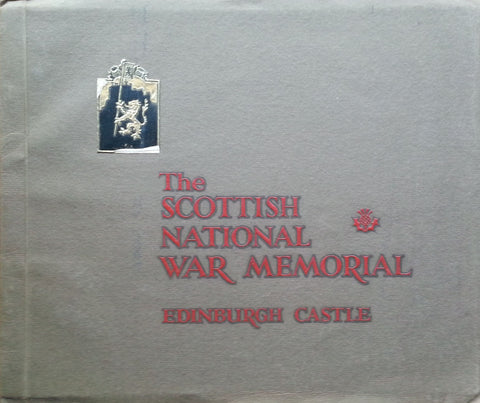 The
SCOTTISH
NATIONAL
WAR MEMORIAL
EDINBURGH CASTLE